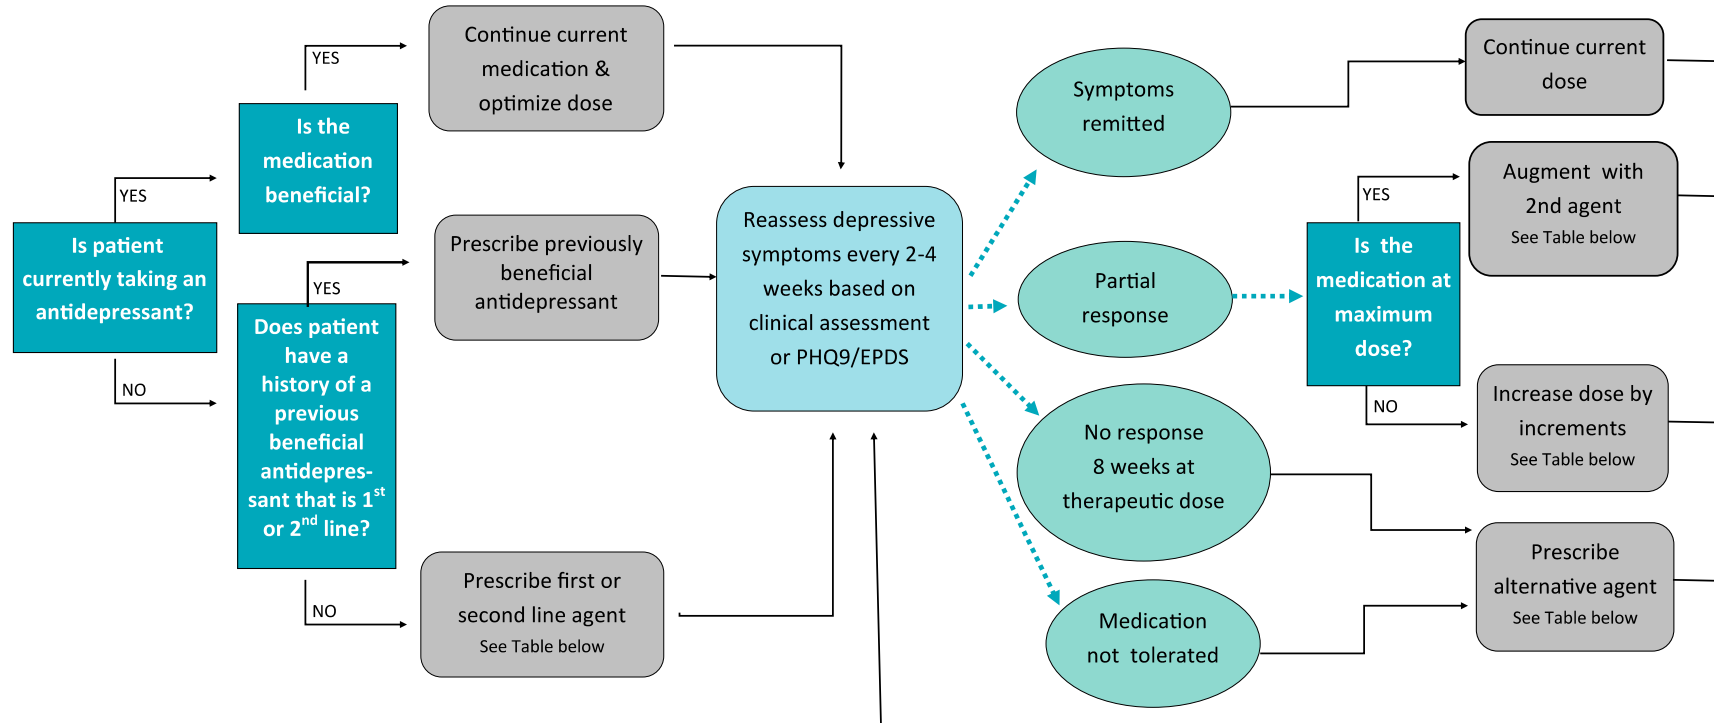 Is patient
currently taking an
antidepressant?
YES
NO
Is the
medication
beneficial?
YES
Does patient
have a
history of a
previous
beneficial
antidepres-
sant that is 1st
or 2nd line?
YES
NO
Continue current
medication &
optimize dose
Prescribe previously
beneficial
antidepressant
Prescribe first or
second line agent
See Table below
Reassess depressive
symptoms every 2-4
weeks based on
clinical assessment
or PHQ9/EPDS
Symptoms
remitted
Partial
response
No response
8 weeks at
therapeutic dose
Medication
not tolerated
Is the
medication at
maximum
dose?
YES
NO
Continue current
dose
Augment with
2nd agent
See Table below
Increase dose by
increments
See Table below
Prescribe
alternative agent
See Table below